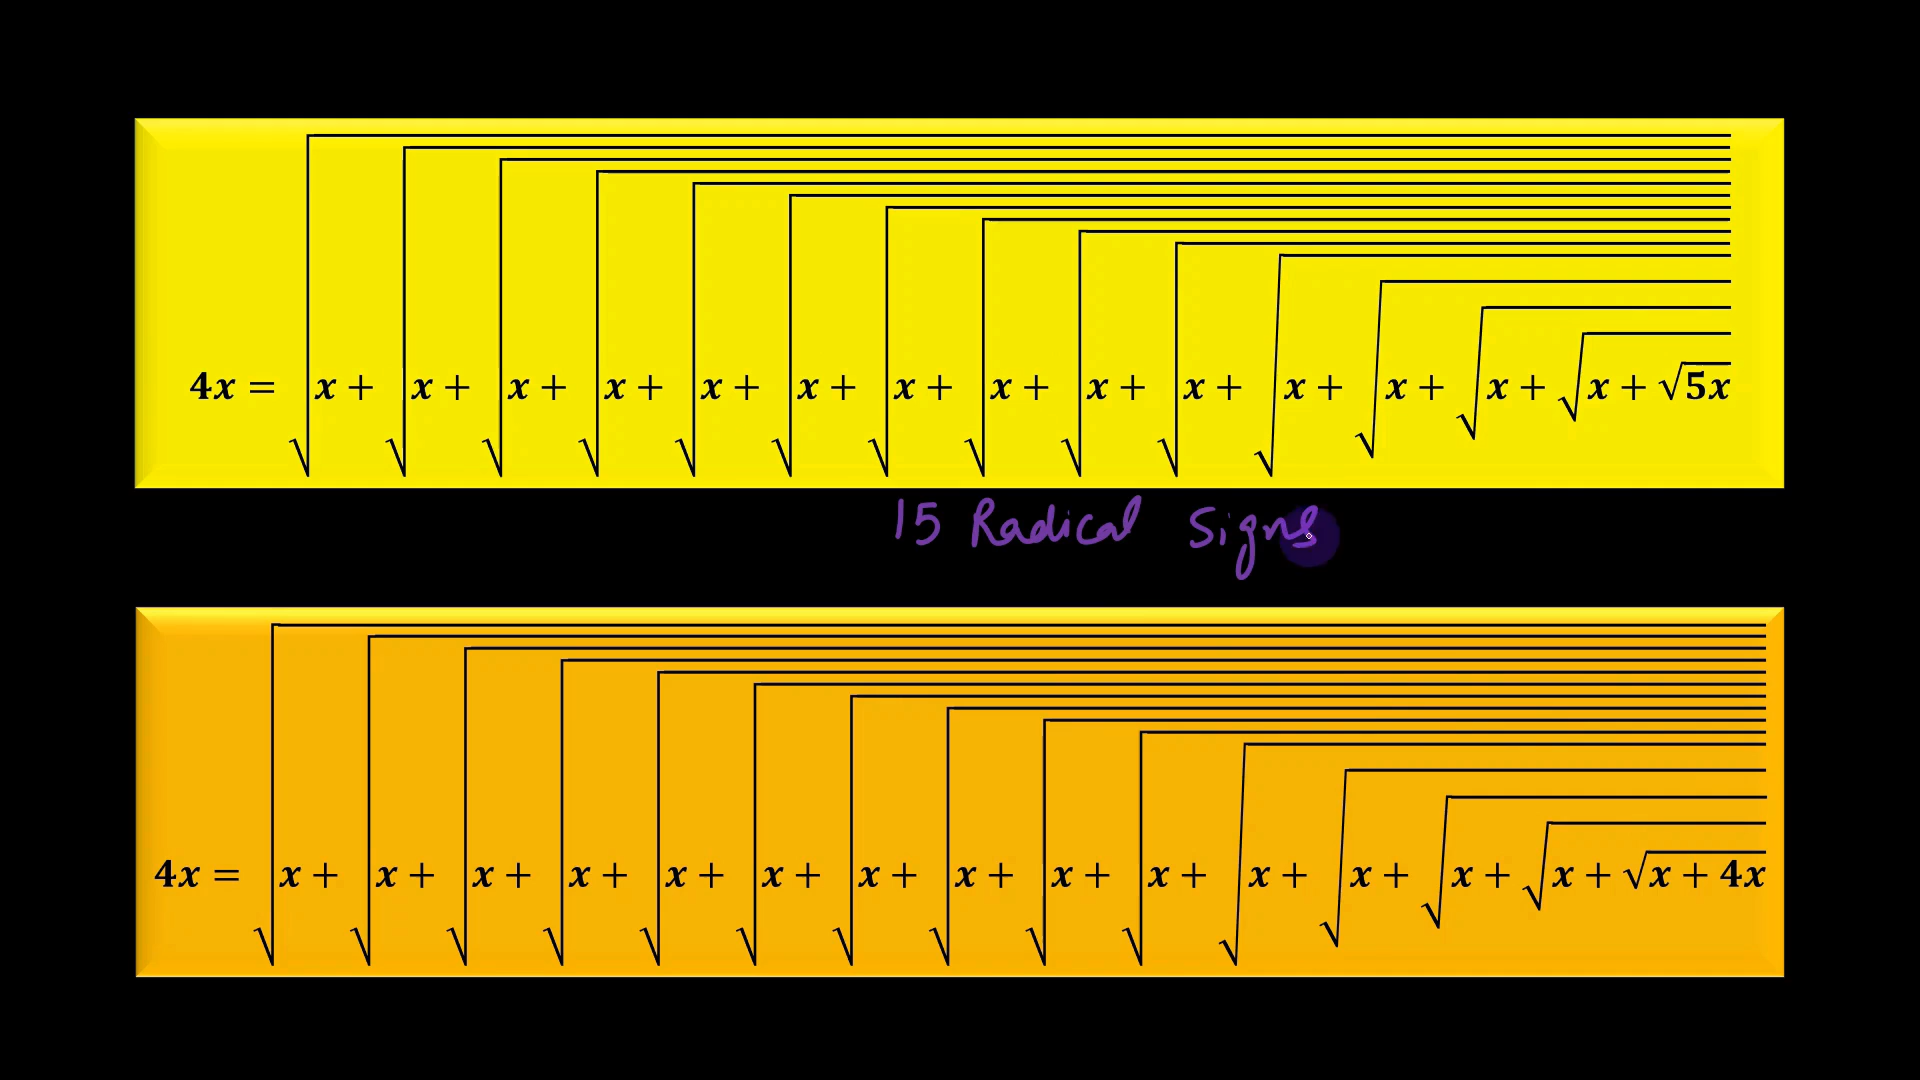 4x = √x + √x + √x + √x + √x + √x + √x + √x + √x + √x + √x + √x + √x + √x + √5x
15 Radical Signs
4x = √x + √x + √x + √x + √x + √x + √x + √x + √x + √x + √x + √x + √x + √x + √x + 4x